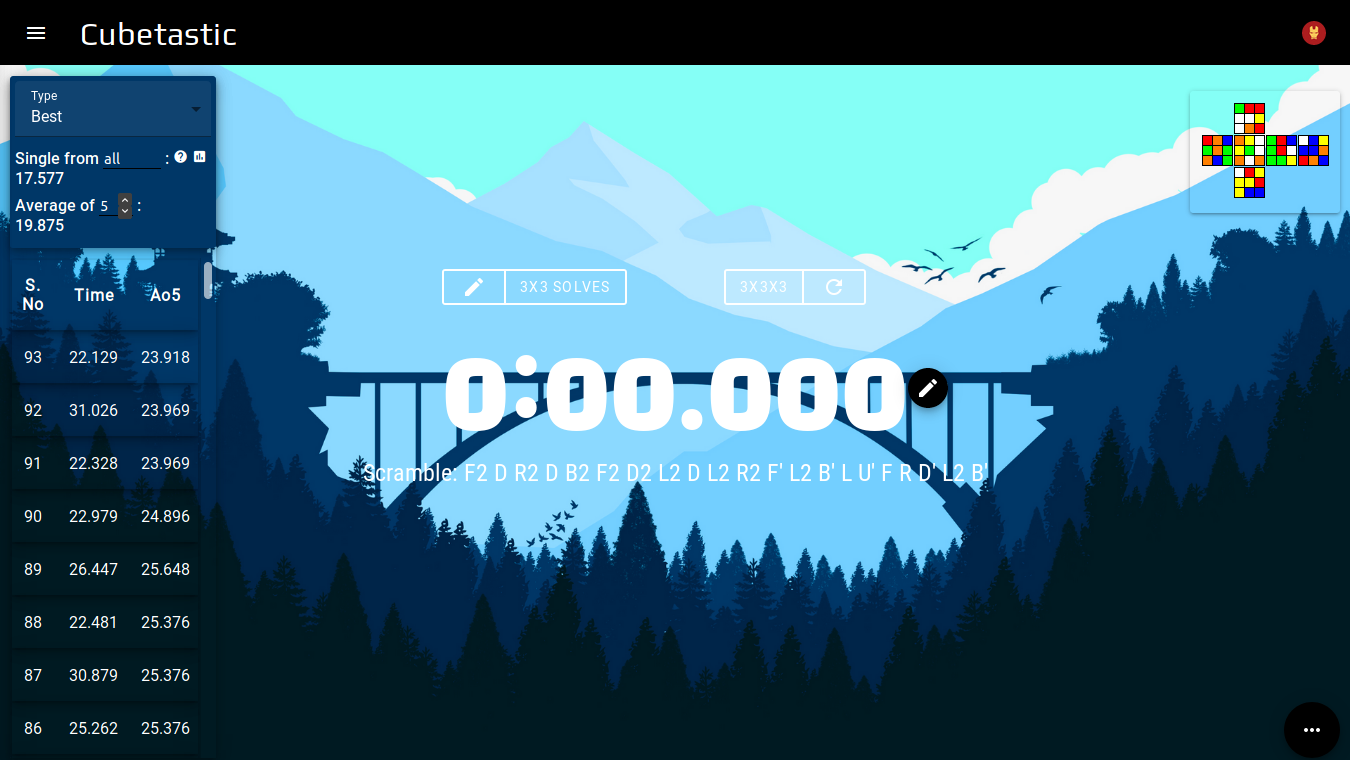 Cubetastic
Type
Best
Single from all :
17.577
Average of 5 :
19.875
S. No Time Ao5
93 22.129 23.918
92 31.026 23.969
91 22.328 23.969
90 22.979 24.896
89 26.447 25.648
88 22.481 25.376
87 30.879 25.376
86 25.262 25.376
3X3 SOLVES
3X3X3
0:00.000
Scramble: F2 D R2 D B2 F2 D2 L2 D L2 R2 F' L2 B' L U' F R D' L2 B'